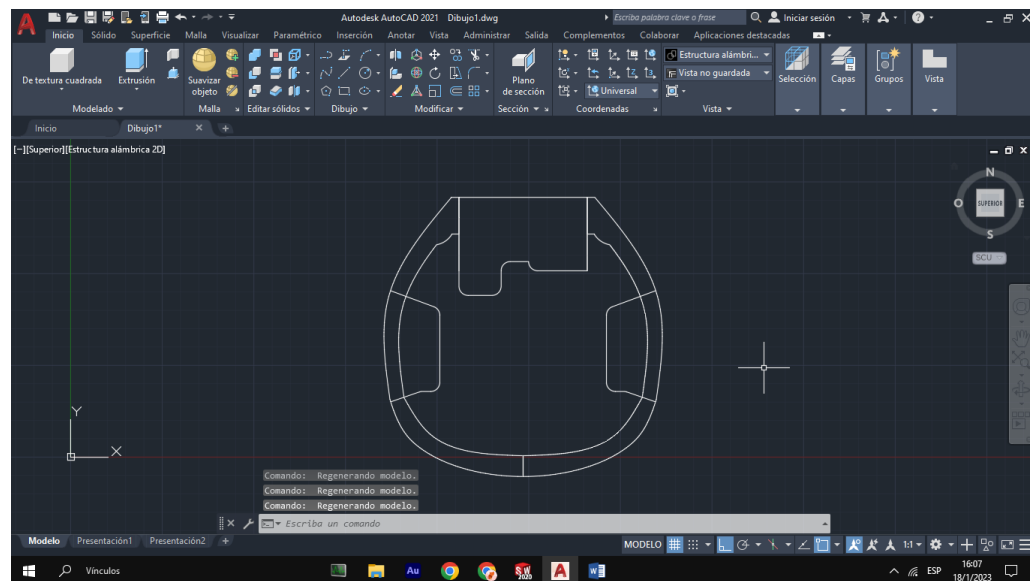 Autodesk AutoCAD 2021 Dibujo1.dwg
Escriba palabra clave o frase
Iniciar sesión
Inicio Sólido Superficie Malla Visualizar Paramétrico Inserción Anotar Vista Administrar Salida Complementos Colaborar Aplicaciones destacadas
De textura cuadrada
Extrusión
Suavizar objeto
Plano de sección
Universal
Estructura alámbri...
Vista no guardada
Selección
Capas
Grupos
Vista
Modelado Malla Editar sólidos Dibujo Modificar Sección Coordenadas Vista
Inicio Dibujo1*
[−][Superior][Estructura alámbrica 2D]
N
O SUPERIOR E
S
SCU
Y
X
Comando: Regenerando modelo.
Comando: Regenerando modelo.
Comando: Regenerando modelo.
Escriba un comando
Modelo Presentación1 Presentación2 +
MODELO
1:1
Vínculos
Au
SW
2020
A
W
ESP
16:07
18/1/2023